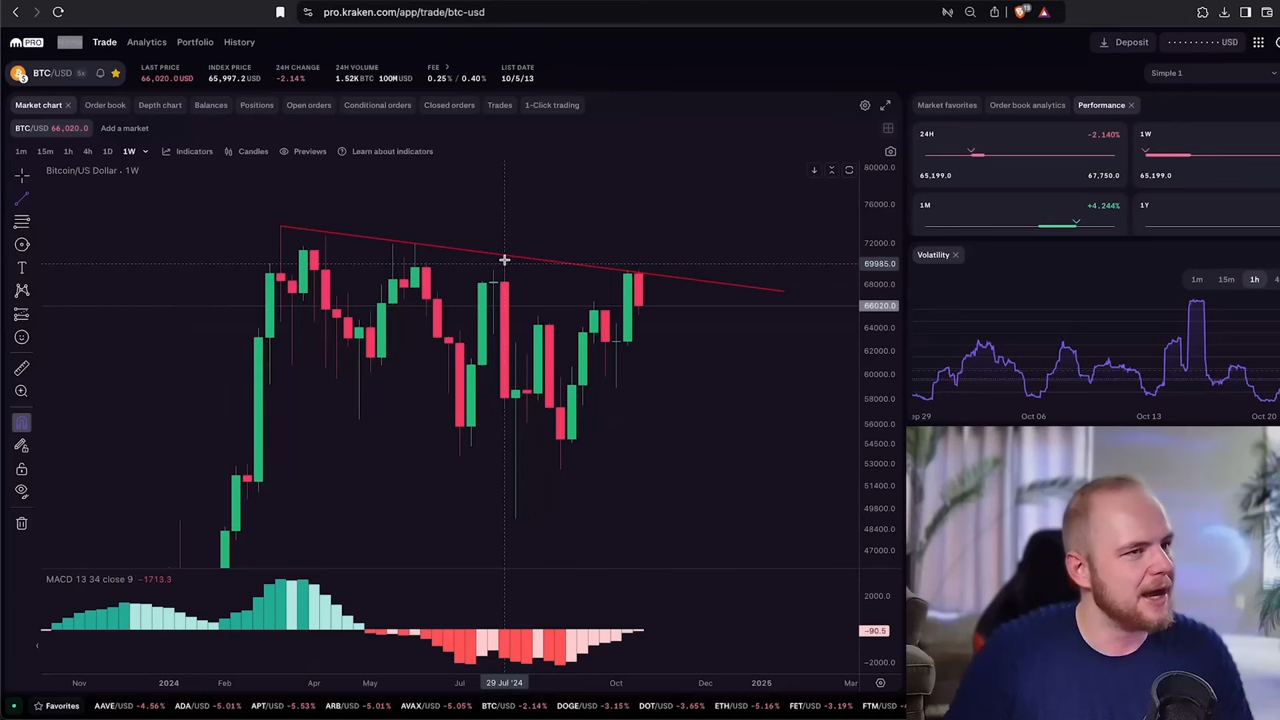 pro.kraken.com/app/trade/btc-usd
13
PRO Trade Analytics Portfolio History
Deposit
USD
BTC/USD 5x
LAST PRICE INDEX PRICE 24H CHANGE 24H VOLUME FEE LIST DATE
66,020.0 USD 65,997.2 USD -2.14% 1.52K BTC 100M USD 0.25% / 0.40% 10/5/13
Simple 1
Market chart Order book Depth chart Balances Positions Open orders Conditional orders Closed orders Trades 1-Click trading
Market favorites Order book analytics Performance
BTC/USD 66,020.0 Add a market
24H -2.140% 1W
65,199.0 67,750.0 65,199.0
1m 15m 1h 4h 1D 1W Indicators Candles Previews Learn about indicators
Bitcoin/US Dollar · 1W
1M +4.244% 1Y
80000.0
76000.0
72000.0
69985.0
68000.0
66020.0
64000.0
62000.0
60000.0
58000.0
56000.0
54500.0
53000.0
51400.0
49800.0
48400.0
47000.0
Volatility
1m 15m 1h 4
ep 29 Oct 06 Oct 13 Oct 20
MACD 13 34 close 9 −1713.3
2000.0
−90.5
−2000.0
Nov 2024 Feb Apr May Jul 29 Jul '24 Oct Dec 2025 Mar
Favorites AAVE/USD -4.56% ADA/USD -5.01% APT/USD -5.53% ARB/USD -5.01% AVAX/USD -5.05% BTC/USD -2.14% DOGE/USD -3.15% DOT/USD -3.65% ETH/USD -5.16% FET/USD -3.19% FTM/USD